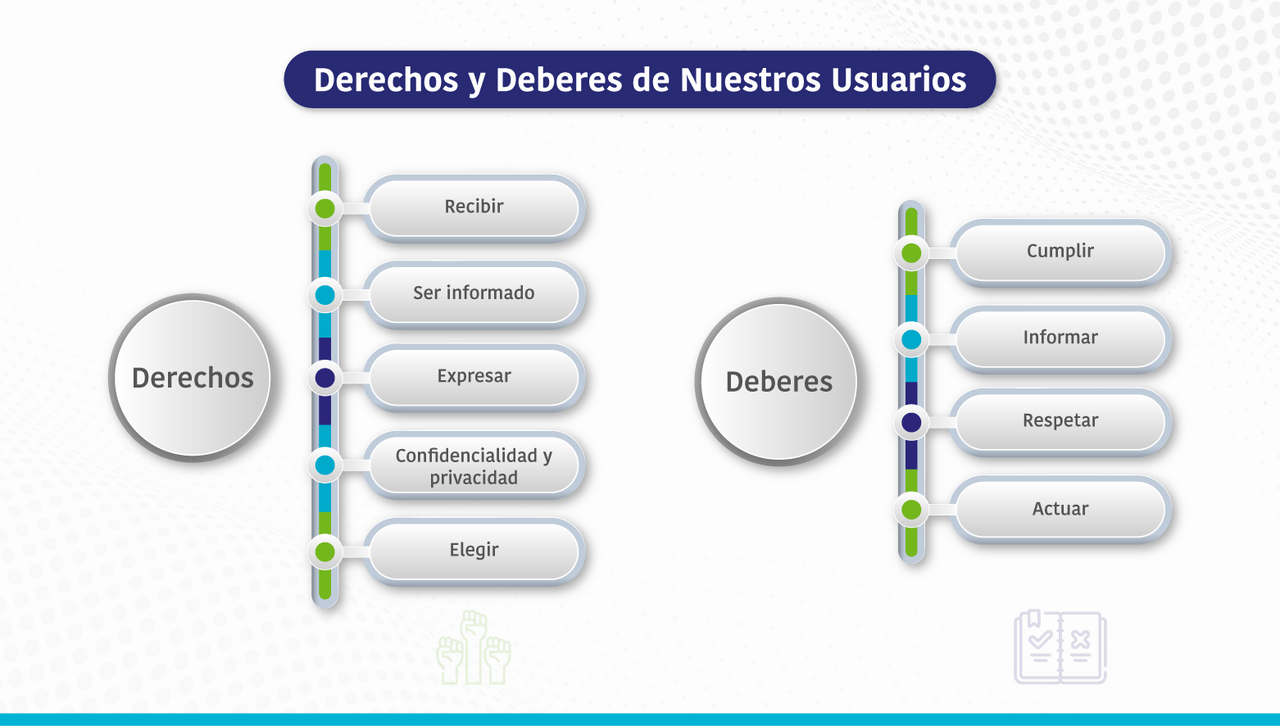 Derechos y Deberes de Nuestros Usuarios
Derechos
Recibir
Ser informado
Expresar
Confidencialidad y
privacidad
Elegir
Deberes
Cumplir
Informar
Respetar
Actuar